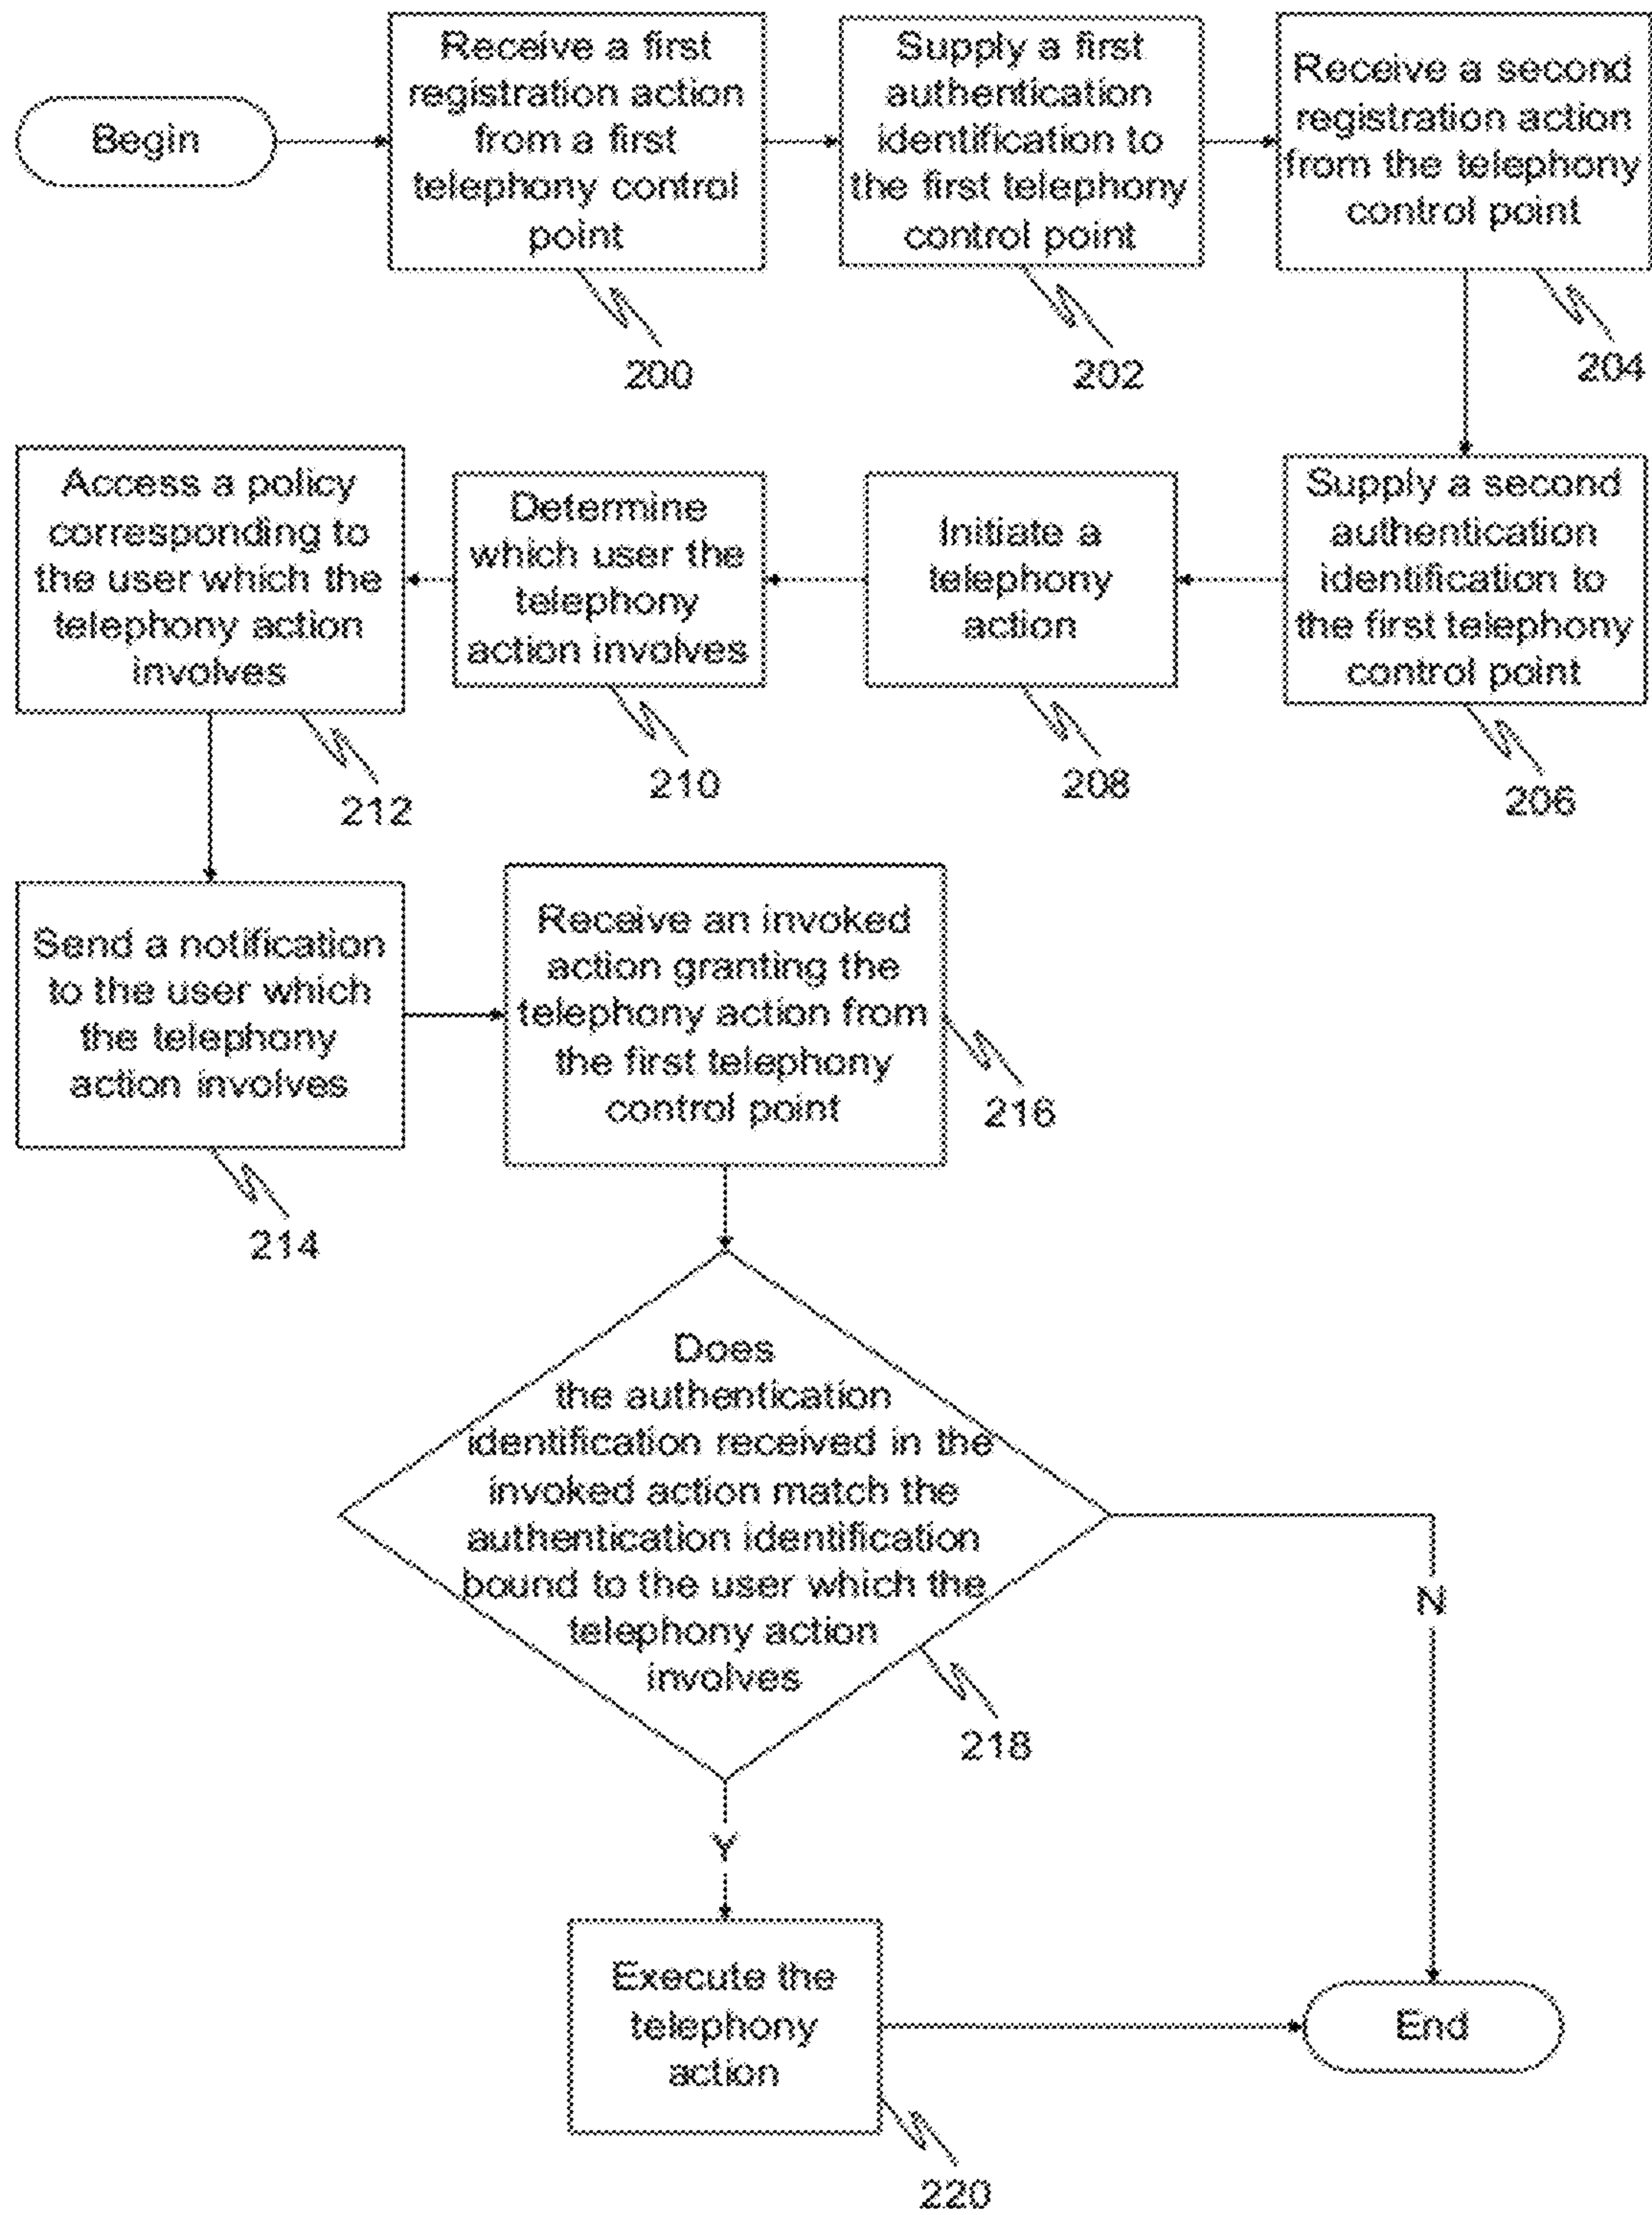 Begin
Receive a first
registration action
from a first
telephony control
point
200
Supply a first
authentication
identification to
the first telephony
control point
202
Receive a second
registration action
from the telephony
control point
204
Supply a second
authentication
identification to
the first telephony
control point
206
Initiate a
telephony
action
208
Determine
which user the
telephony
action involves
210
Access a policy
corresponding to
the user which the
telephony action
involves
212
Send a notification
to the user which
the telephony
action involves
214
Receive an invoked
action granting the
telephony action from
the first telephony
control point
216
Does
the authentication
identification received in the
invoked action match the
authentication identification
bound to the user which the
telephony action
involves
218
N
Y
Execute the
telephony
action
220
End